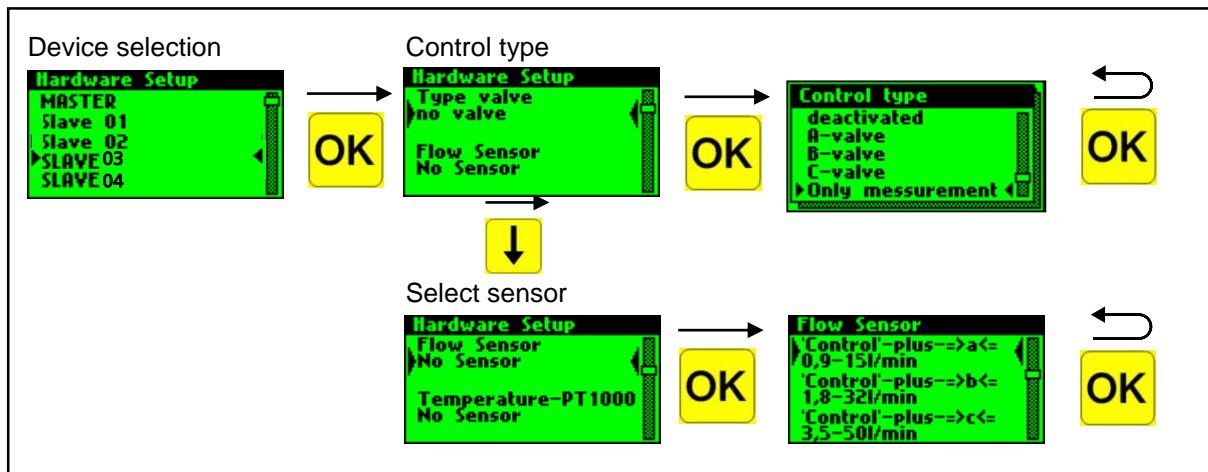 Device selection
Hardware Setup
MASTER
Slave 01
Slave 02
SLAVE 03
SLAVE 04
OK
Control type
Hardware Setup
Type valve
no valve
Flow Sensor
No Sensor
OK
Control type
deactivated
A-valve
B-valve
C-valve
Only messurement
OK
Select sensor
Hardware Setup
Flow Sensor
No Sensor
Temperature-PT1000
No Sensor
OK
Flow Sensor
'Control'-plus-=>a<=
0,9-15l/min
'Control'-plus-=>b<=
1,8-32l/min
'Control'-plus-=>c<=
3,5-50l/min
OK